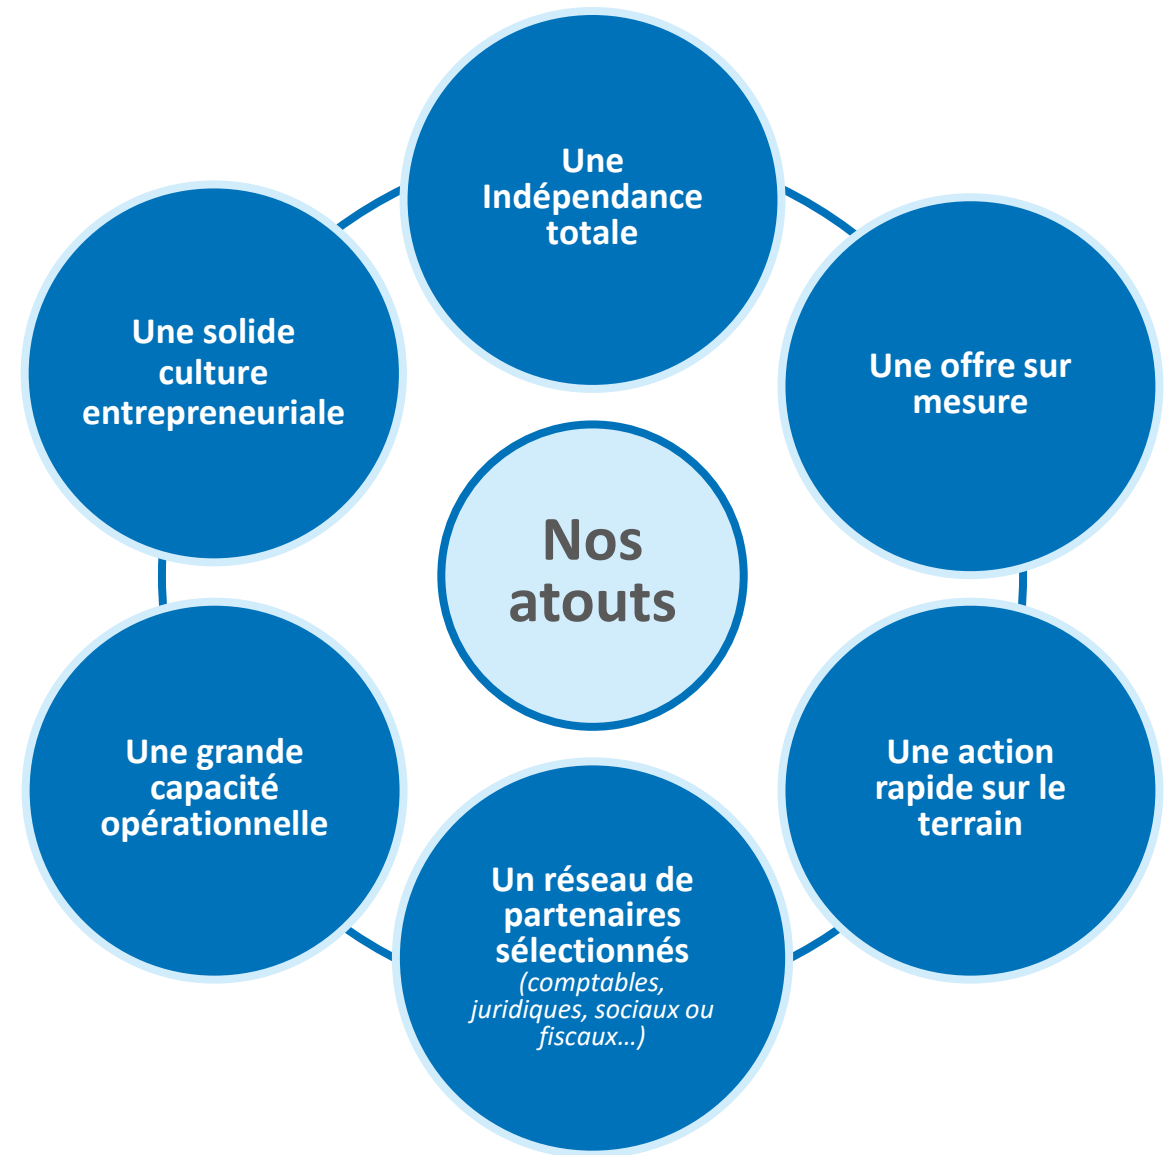 Une
Indépendance
totale
Une offre sur
mesure
Une action
rapide sur le
terrain
Un réseau de
partenaires
sélectionnés
(comptables,
juridiques, sociaux ou
fiscaux...)
Une grande
capacité
opérationnelle
Une solide
culture
entrepreneuriale
Nos
atouts